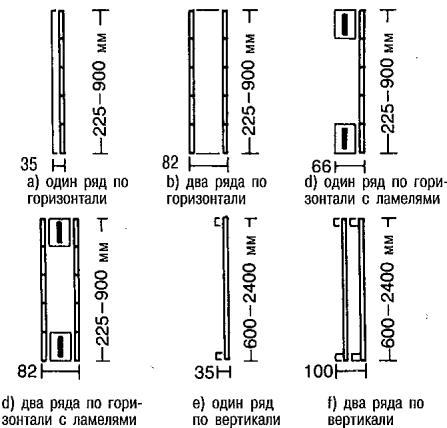 225–900 мм
35
a) один ряд по
горизонтали
225–900 мм
82
b) два ряда по
горизонтали
225–900 мм
66
d) один ряд по гори-
зонтали с ламелями
225–900 мм
82
d) два ряда по гори-
зонтали с ламелями
600–2400 мм
35
e) один ряд
по вертикали
600–2400 мм
100
f) два ряда по
вертикали